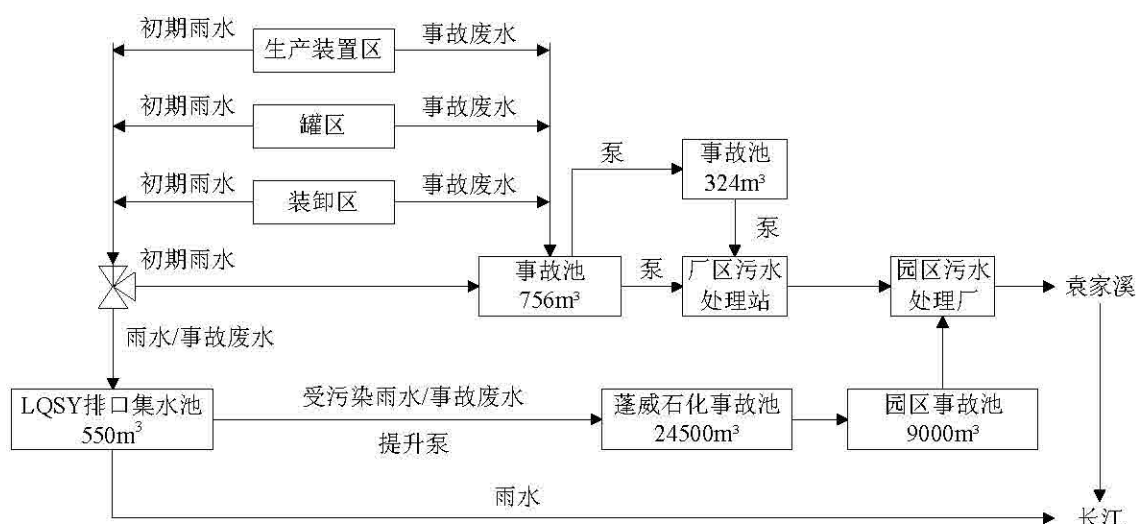 初期雨水
生产装置区
事故废水
初期雨水
罐区
事故废水
泵
事故池
324m³
初期雨水
装卸区
事故废水
泵
初期雨水
事故池
756m³
泵
厂区污水
处理站
园区污水
处理厂
袁家溪
雨水/事故废水
LQSY排口集水池
550m³
受污染雨水/事故废水
提升泵
蓬威石化事故池
24500m³
园区事故池
9000m³
雨水
长江